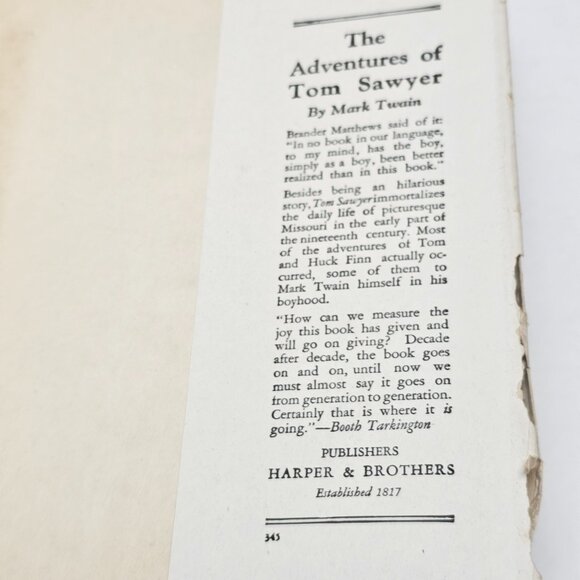 The
Adventures of
Tom Sawyer
By Mark Twain
Brander Matthews said of it:
"In no book in our language,
to my mind, has the boy,
simply as a boy, been better
realized than in this book."
Besides being an hilarious
story, Tom Sawyer immortalizes
the daily life of picturesque
Missouri in the early part of
the nineteenth century. Most
of the adventures of Tom
and Huck Finn actually oc-
curred, some of them to
Mark Twain himself in his
boyhood.
"How can we measure the
joy this book has given and
will go on giving? Decade
after decade, the book goes
on and on, until now we
must almost say it goes on
from generation to generation.
Certainly that is where it is
going."—Booth Tarkington
PUBLISHERS
HARPER & BROTHERS
Established 1817
345